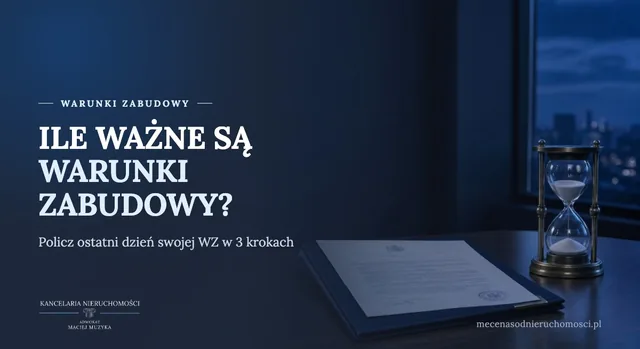 WARUNKI ZABUDOWY
ILE WAŻNE SĄ
WARUNKI
ZABUDOWY?
Policz ostatni dzień swojej WZ w 3 krokach
KANCELARIA NIERUCHOMOŚCI
ADWOKAT
MACIEJ MUZYKA
mecenasodnieruchomosci.pl